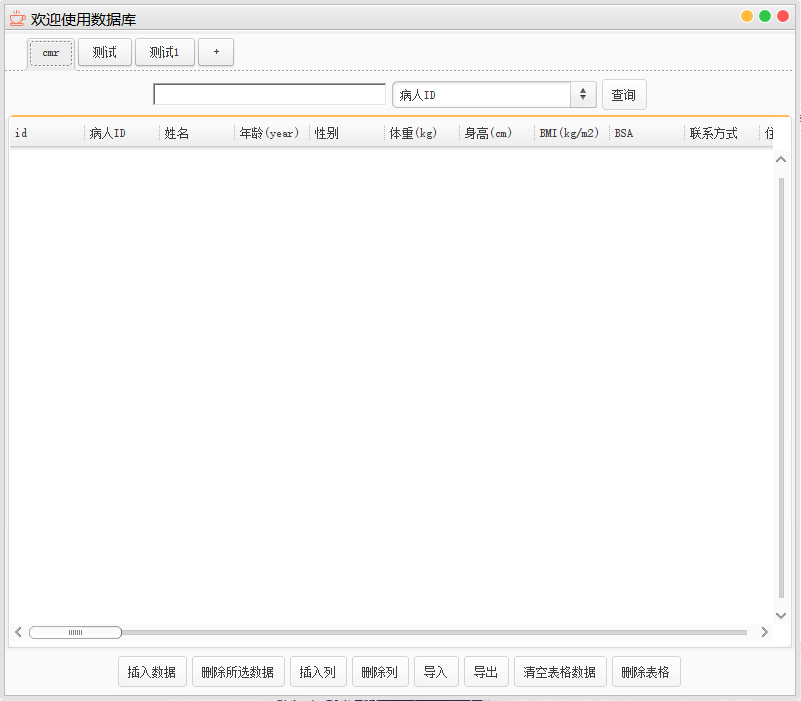 欢迎使用数据库
cmr 测试 测试1 +
病人ID 查询
id 病人ID 姓名 年龄(year) 性别 体重(kg) 身高(cm) BMI(kg/m2) BSA 联系方式
插入数据 删除所选数据 插入列 删除列 导入 导出 清空表格数据 删除表格